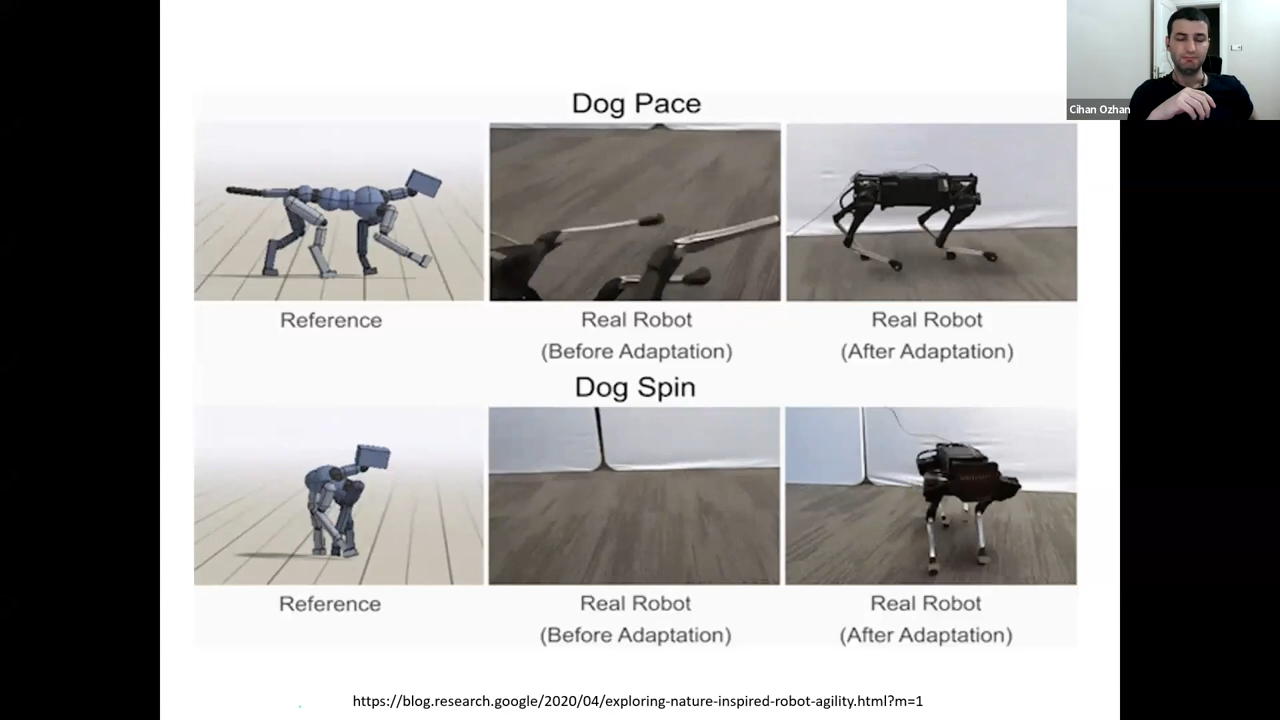 Cihan Ozhan
Dog Pace
Reference
Real Robot
(Before Adaptation)
Real Robot
(After Adaptation)
Dog Spin
Reference
Real Robot
(Before Adaptation)
Real Robot
(After Adaptation)
https://blog.research.google/2020/04/exploring-nature-inspired-robot-agility.html?m=1